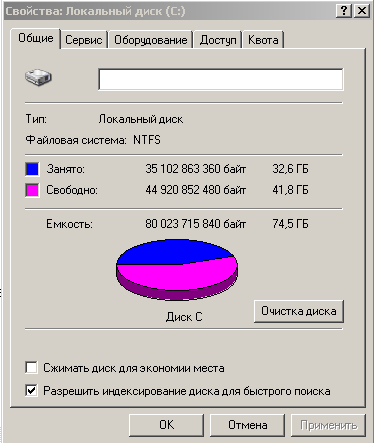 Свойства: Локальный диск (C:)
Общие Сервис Оборудование Доступ Квота
Тип: Локальный диск
Файловая система: NTFS
Занято: 35 102 863 360 байт 32,6 ГБ
Свободно: 44 920 852 480 байт 41,8 ГБ
Емкость: 80 023 715 840 байт 74,5 ГБ
Диск C
Очистка диска
Сжимать диск для экономии места
Разрешить индексирование диска для быстрого поиска
OK Отмена Применить